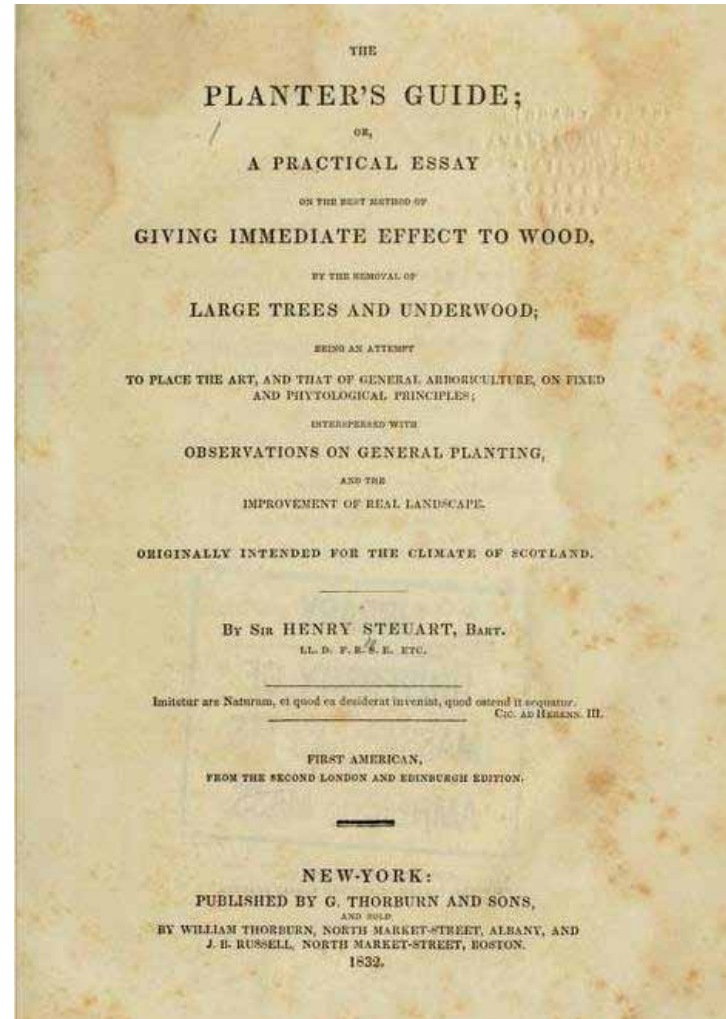 THE
PLANTER'S GUIDE;
OR,
A PRACTICAL ESSAY
ON THE BEST METHOD OF
GIVING IMMEDIATE EFFECT TO WOOD,
BY THE REMOVAL OF
LARGE TREES AND UNDERWOOD;
BEING AN ATTEMPT
TO PLACE THE ART, AND THAT OF GENERAL ARBORICULTURE, ON FIXED
AND PHYTOLOGICAL PRINCIPLES;
INTERSPERSED WITH
OBSERVATIONS ON GENERAL PLANTING,
AND THE
IMPROVEMENT OF REAL LANDSCAPE.
ORIGINALLY INTENDED FOR THE CLIMATE OF SCOTLAND.
BY SIR HENRY STEUART, BART.
LL. D. F. R. S. E. ETC.
Imitetur ars Naturam, et quod ea desiderat inveniat, quod ostend it sequatur.
CIC. AD HERENN. III.
FIRST AMERICAN,
FROM THE SECOND LONDON AND EDINBURGH EDITION.
NEW-YORK:
PUBLISHED BY G. THORBURN AND SONS,
AND SOLD
BY WILLIAM THORBURN, NORTH MARKET-STREET, ALBANY, AND
J. B. RUSSELL, NORTH MARKET-STREET, BOSTON.
1832.